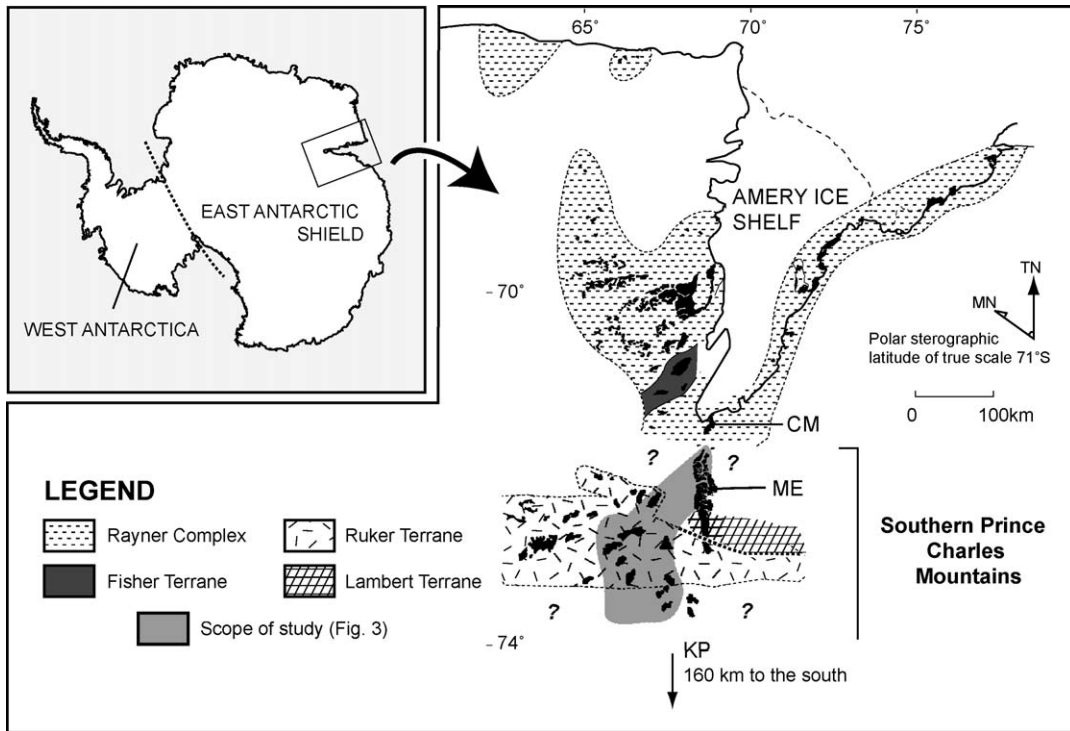 65° 70° 75°
EAST ANTARCTIC
SHIELD
WEST ANTARCTICA
AMERY ICE
SHELF
- 70°
TN
MN
Polar sterographic
latitude of true scale 71°S
0 100km
CM
? ?
ME
LEGEND
Rayner Complex
Ruker Terrane
Fisher Terrane
Lambert Terrane
Scope of study (Fig. 3)
Southern Prince
Charles
Mountains
? ?
- 74°
KP
160 km to the south